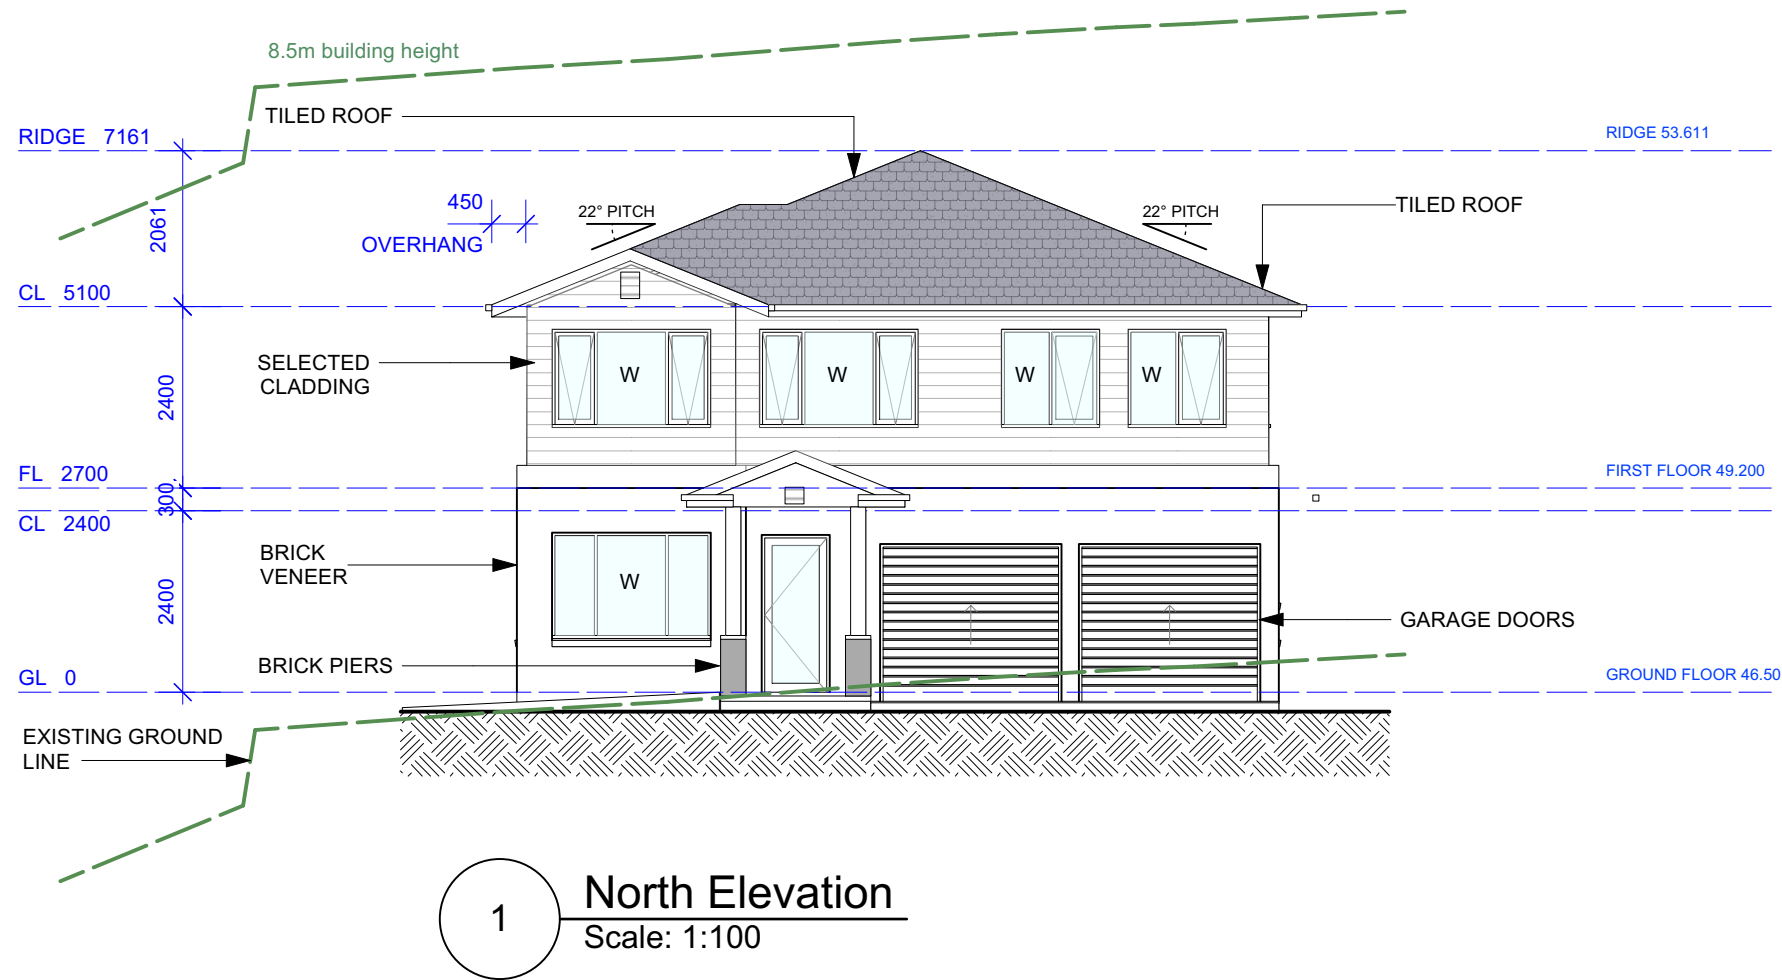 8.5m building height
TILED ROOF
RIDGE 7161
RIDGE 53.611
2061
450
OVERHANG
22° PITCH
22° PITCH
TILED ROOF
CL 5100
SELECTED
CLADDING
W
W
W
W
2400
FL 2700
FIRST FLOOR 49.200
300
CL 2400
BRICK
VENEER
W
2400
GARAGE DOORS
BRICK PIERS
GL 0
GROUND FLOOR 46.50
EXISTING GROUND
LINE
1
North Elevation
Scale: 1:100